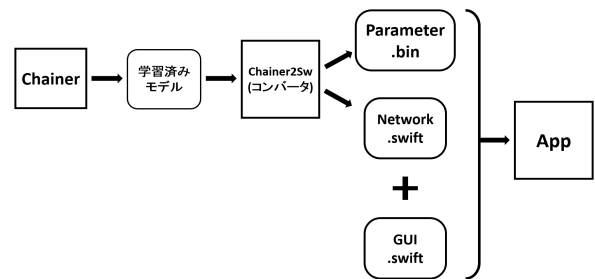 Chainer
学習済み
モデル
Chainer2Sw
(コンバータ)
Parameter
.bin
Network
.swift
+
GUI
.swift
App